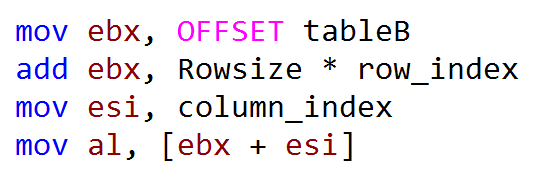 mov ebx, OFFSET tableB
add ebx, Rowsize * row_index
mov esi, column_index
mov al, [ebx + esi]